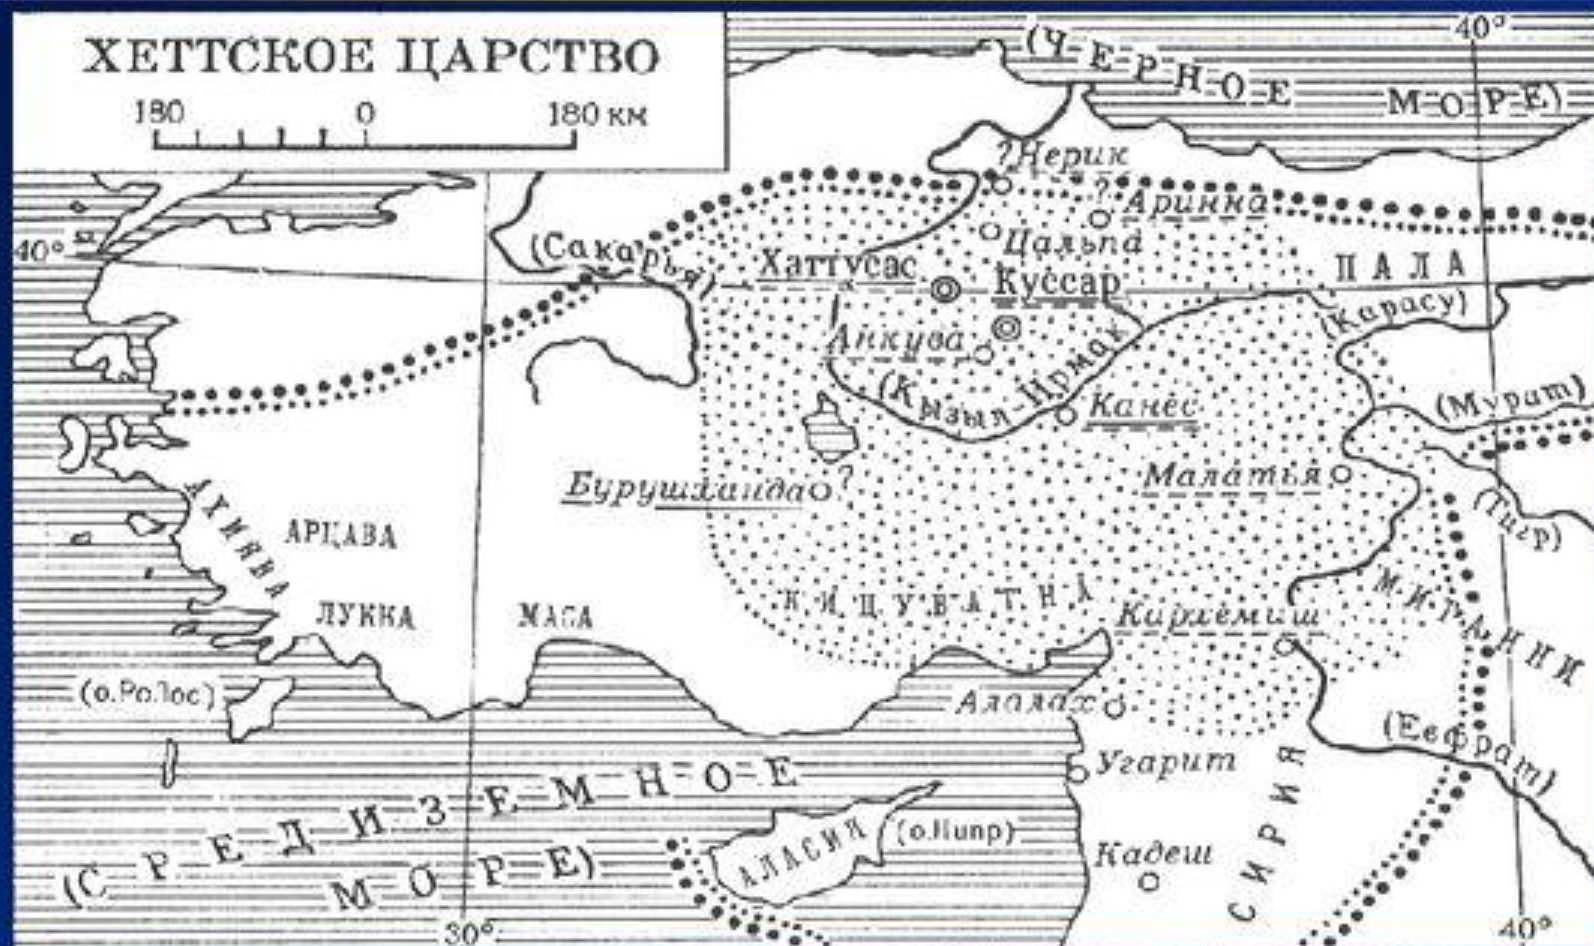 ХЕТТСКОЕ ЦАРСТВО
180 0 180 км
40°
(ЧЕРНОЕ
МОРЕ)
?Нерик
?
Аринна
40°
(Сакарья)
Цальпа
Хаттусас
Куссар
ПАЛА
(Карасу)
Анкува
(Кызыл-Ирмак)
Канес
(Мурат)
Бурушханда ?
Малатья
(Тигр)
АХИЯВА
АРЦАВА
ЛУККА
МАСА
КИЦУВАТНА
МИТАННИ
Кархемиш
(о.Родос)
Алалах
(Евфрат)
Угарит
(СРЕДИЗЕМНОЕ
МОРЕ)
АЛАСИЯ
(о.Кипр)
Кадеш
СИРИЯ
30°
40°